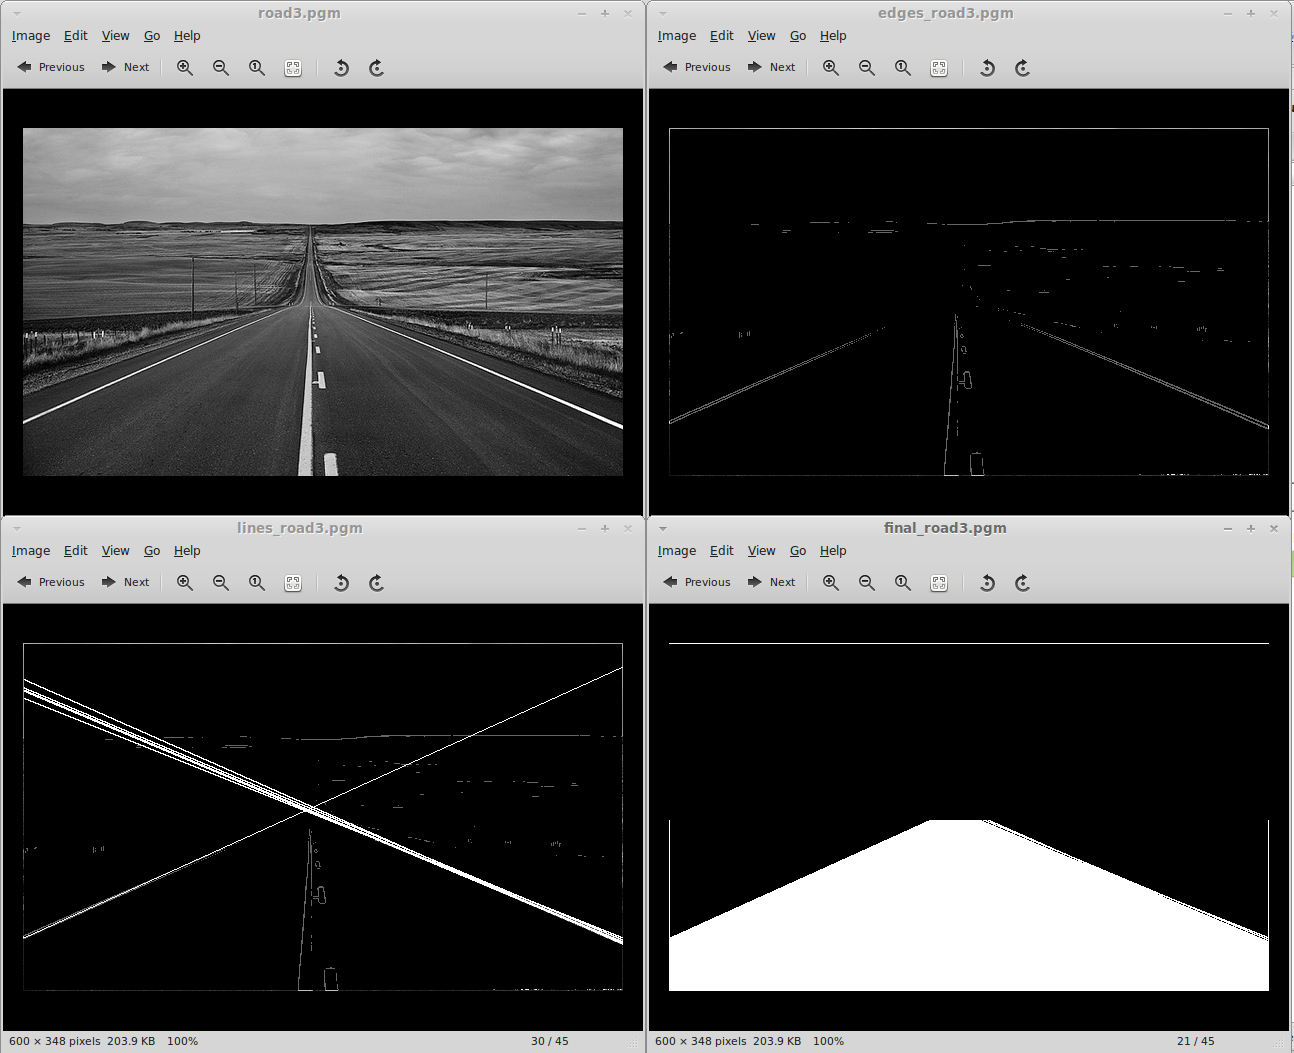 road3.pgm
Image Edit View Go Help
Previous Next
edges_road3.pgm
Image Edit View Go Help
Previous Next
lines_road3.pgm
Image Edit View Go Help
Previous Next
600 × 348 pixels 203.9 KB 100% 30 / 45
final_road3.pgm
Image Edit View Go Help
Previous Next
600 × 348 pixels 203.9 KB 100% 21 / 45